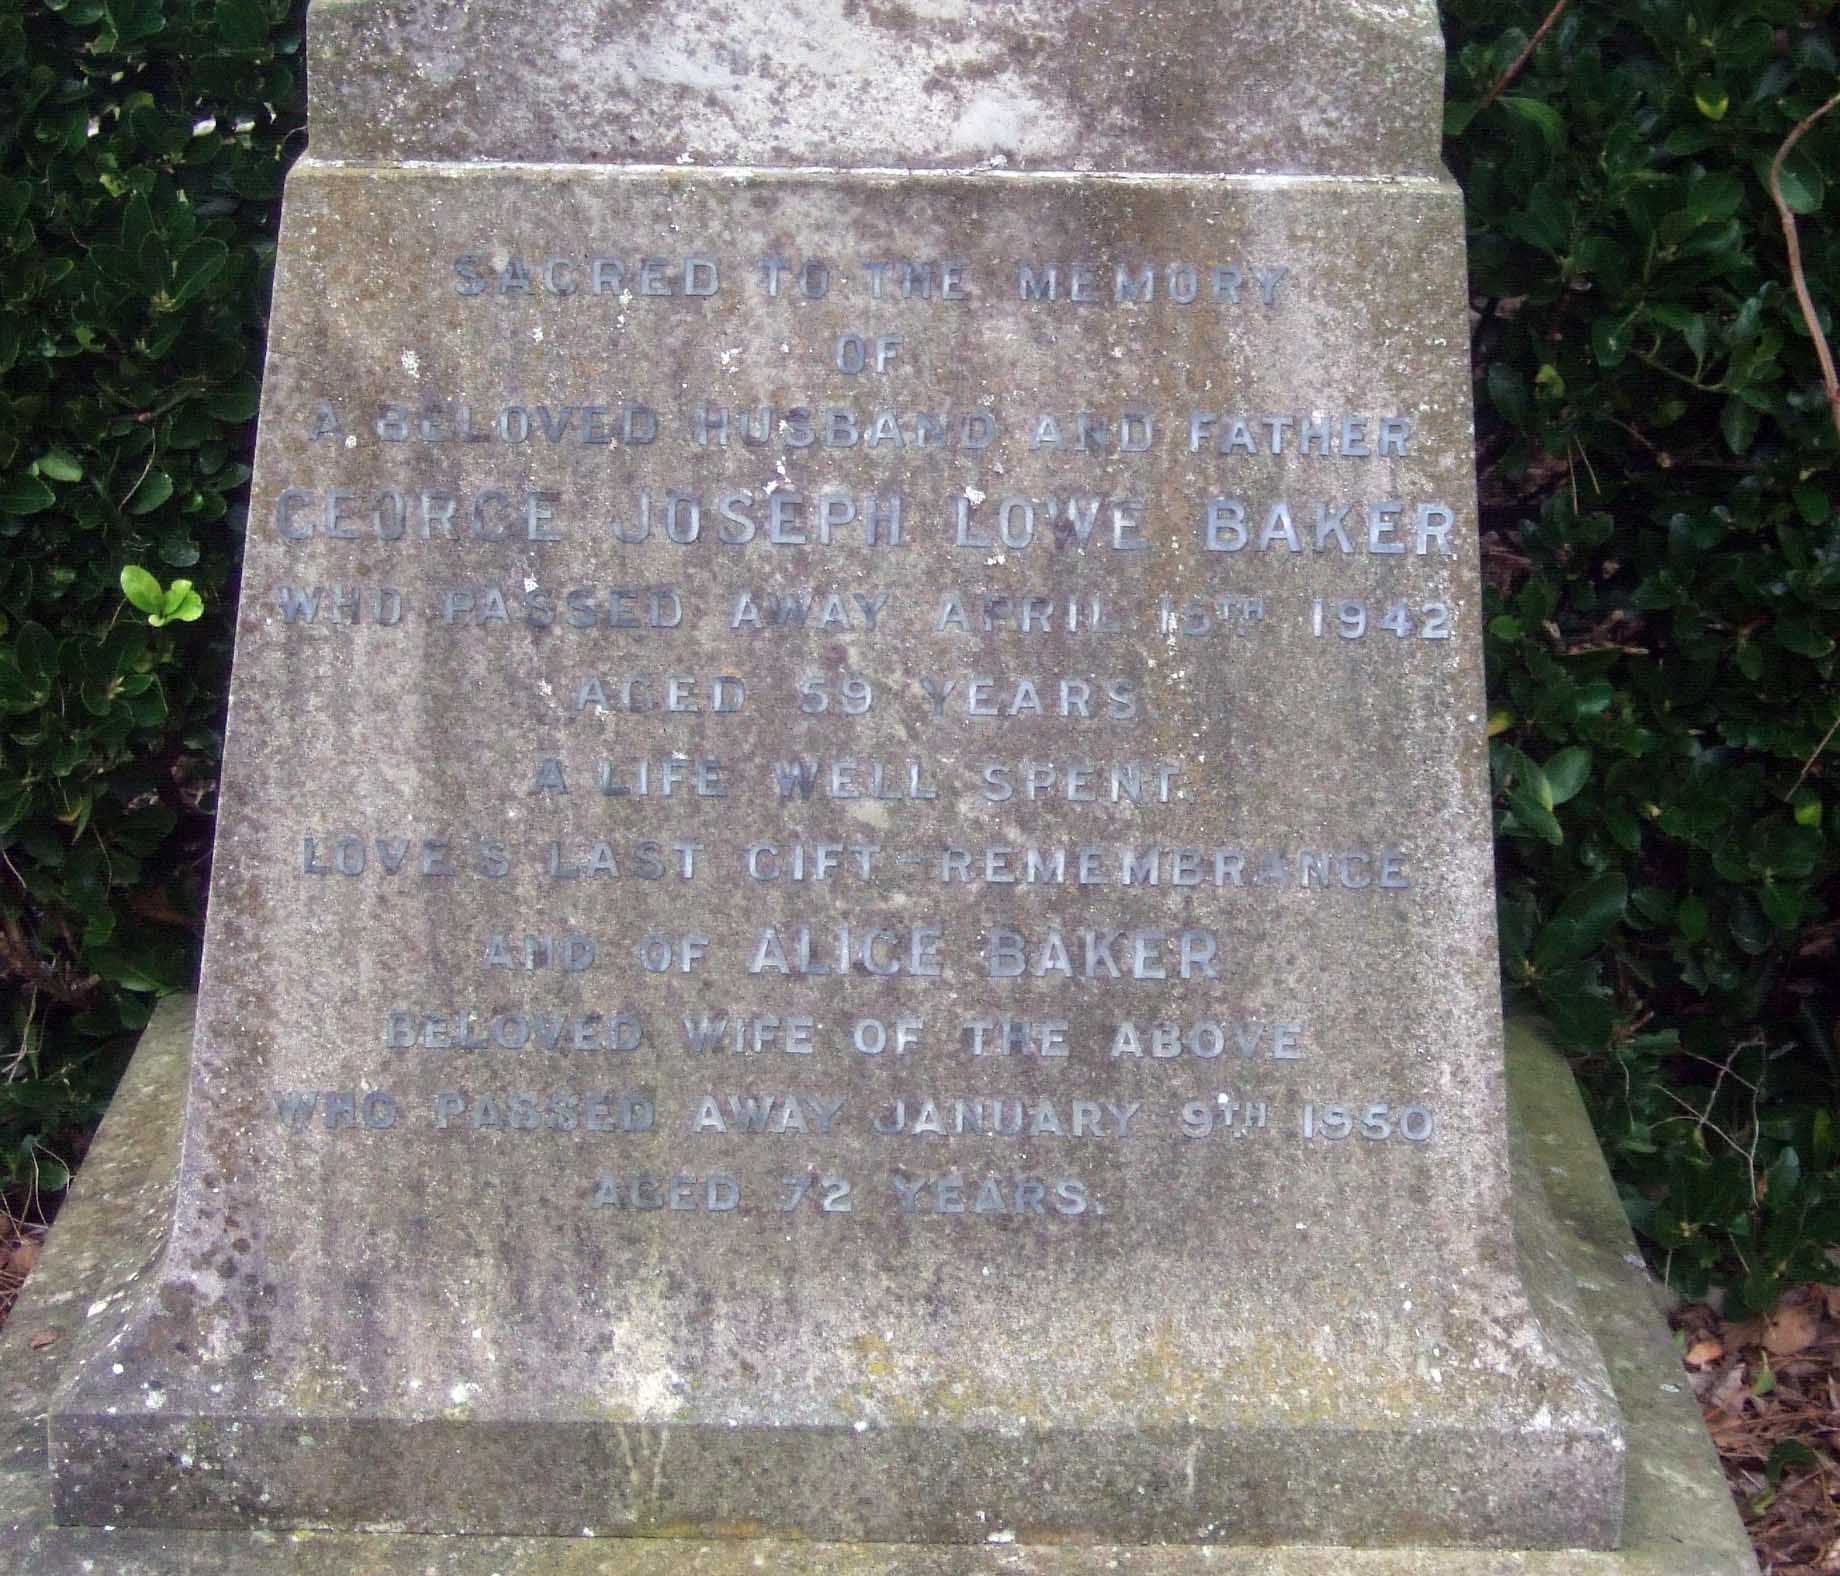 SACRED TO THE MEMORY
OF
A BELOVED HUSBAND AND FATHER
GEORGE JOSEPH LOWE BAKER
WHO PASSED AWAY APRIL 15TH 1942
AGED 59 YEARS.
A LIFE WELL SPENT.
LOVE'S LAST GIFT - REMEMBRANCE
AND OF ALICE BAKER
BELOVED WIFE OF THE ABOVE
WHO PASSED AWAY JANUARY 9TH 1950
AGED 72 YEARS.